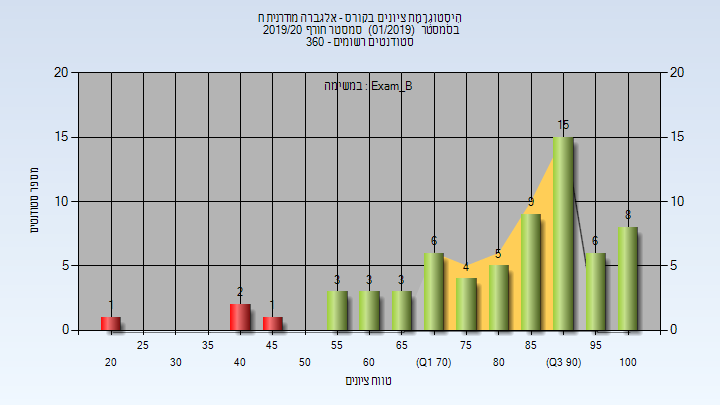 הִיסְטוֹגְרָמַת ציונים בקורס - אלגברה מודרנית ח
בסמסטר (01/2019) סמסטר חורף 2019/20
סטודנטים רשומים - 360
במשימה : Exam_B
20 20
15 15
10 10
5 5
0 0
מספר סטודנטים
1 2 1 3 3 3 6 4 5 9 15 6 8
25 35 45 55 65 75 85 95
20 30 40 50 60 (Q1 70) 80 (Q3 90) 100
טווח ציונים